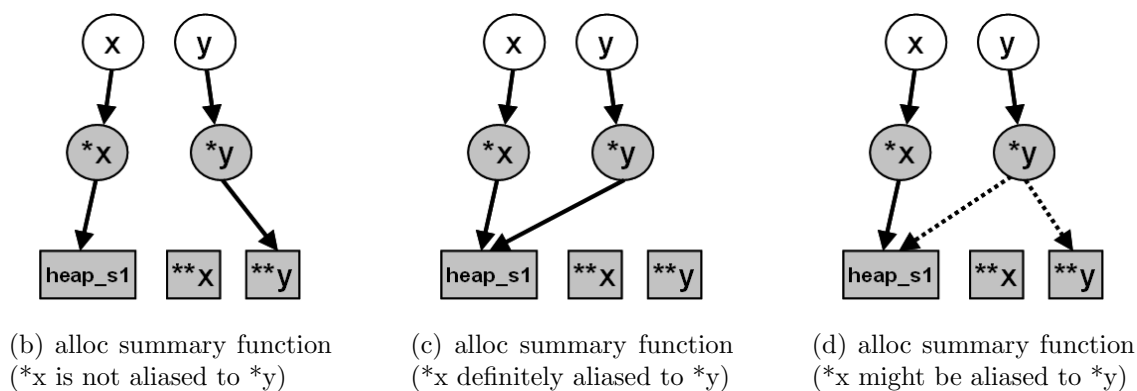 x y
*x *y
heap_s1 **x **y
(b) alloc summary function
(*x is not aliased to *y)
x y
*x *y
heap_s1 **x **y
(c) alloc summary function
(*x definitely aliased to *y)
x y
*x *y
heap_s1 **x **y
(d) alloc summary function
(*x might be aliased to *y)